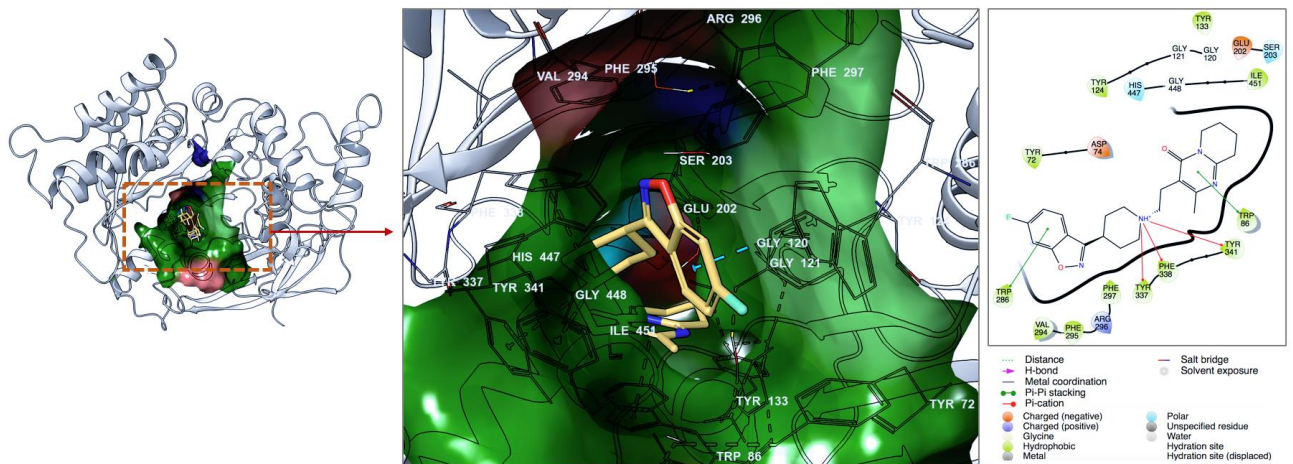 ARG 296
PHE 295
VAL 294
PHE 297
SER 203
GLU 202
PHE 338
GLY 120
GLY 121
HIS 447
TYR 337
TYR 341
GLY 448
ILE 451
TYR 133
TYR 72
TRP 86
TYR
133
GLY
121
GLY
120
GLU
202
SER
203
TYR
124
HIS
447
GLY
448
ILE
451
TYR
72
ASP
74
O
N
N
F
NH+
O
N
TRP
86
TYR
341
PHE
338
TYR
337
TRP
286
PHE
297
ARG
296
VAL
294
PHE
295
Distance
H-bond
Metal coordination
Pi-Pi stacking
Pi-cation
Charged (negative)
Charged (positive)
Glycine
Hydrophobic
Metal
Salt bridge
Solvent exposure
Polar
Unspecified residue
Water
Hydration site
Hydration site (displaced)